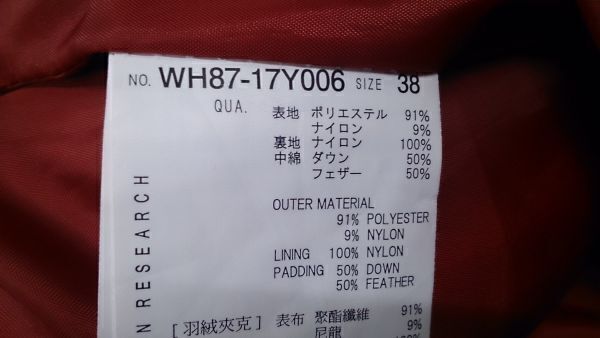 NO. WH87-17Y006 SIZE 38
QUA.
表地 ポリエステル 91%
ナイロン 9%
裏地 ナイロン 100%
中綿 ダウン 50%
フェザー 50%
OUTER MATERIAL
91% POLYESTER
9% NYLON
LINING 100% NYLON
PADDING 50% DOWN
50% FEATHER
[羽絨夾克] 表布 聚酯纖維 91%
尼龍 9%
N RESEARCH